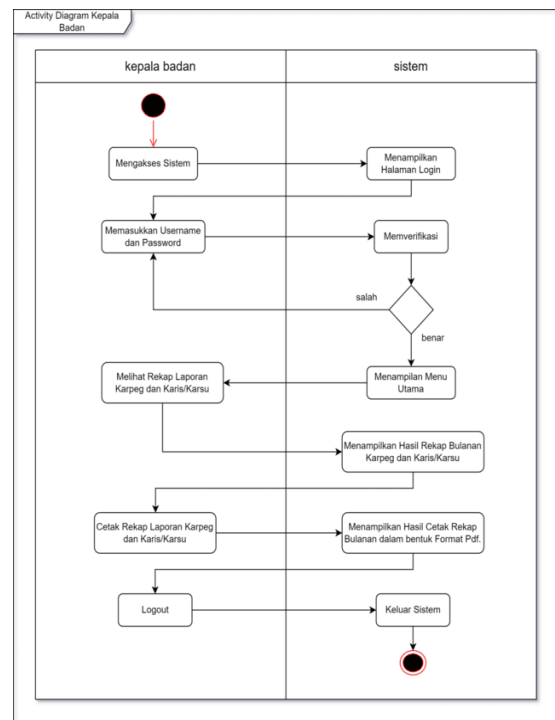 Activity Diagram Kepala
Badan
kepala badan
sistem
Mengakses Sistem
Menampilkan
Halaman Login
Memasukkan Username
dan Password
Memverifikasi
salah
benar
Melihat Rekap Laporan
Karpeg dan Karis/Karsu
Menampilan Menu
Utama
Menampilkan Hasil Rekap Bulanan
Karpeg dan Karis/Karsu
Cetak Rekap Laporan Karpeg
dan Karis/Karsu
Menampilkan Hasil Cetak Rekap
Bulanan dalam bentuk Format Pdf.
Logout
Keluar Sistem